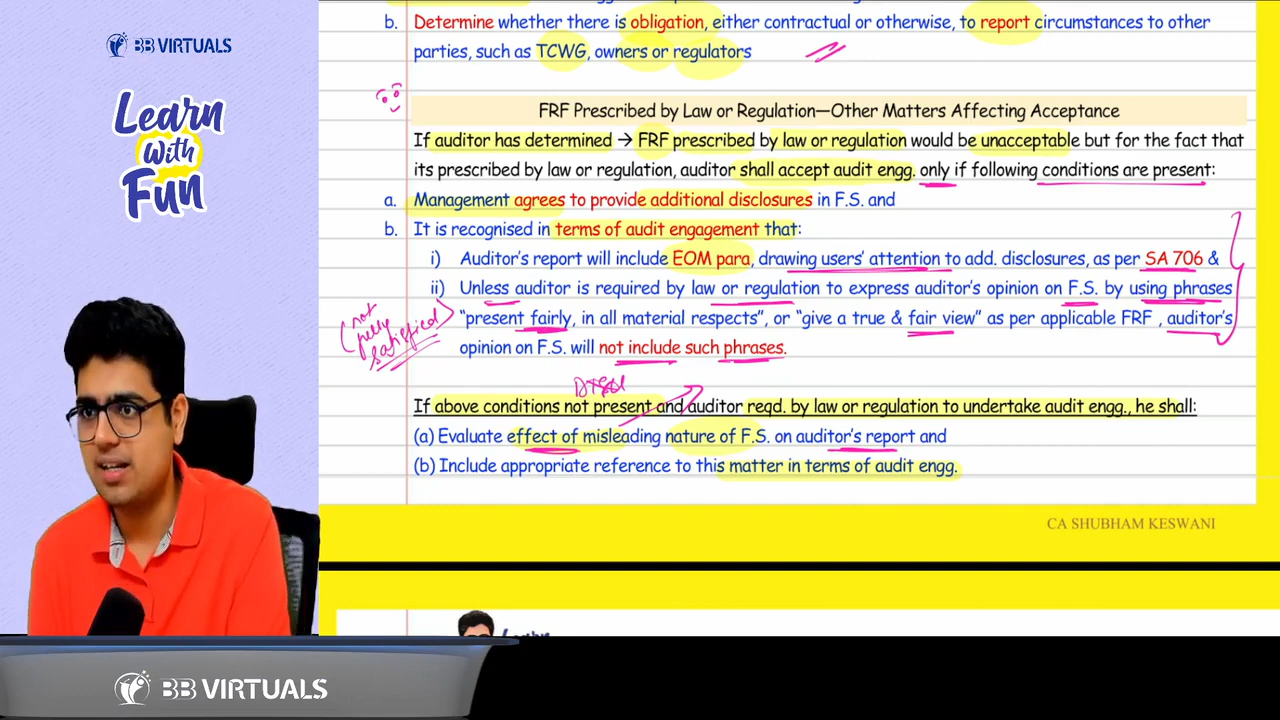 BB VIRTUALS
Learn
With
Fun
b. Determine whether there is obligation, either contractual or otherwise, to report circumstances to other
parties, such as TCWG, owners or regulators
FRF Prescribed by Law or Regulation—Other Matters Affecting Acceptance
If auditor has determined → FRF prescribed by law or regulation would be unacceptable but for the fact that
its prescribed by law or regulation, auditor shall accept audit engg. only if following conditions are present:
a. Management agrees to provide additional disclosures in F.S. and
b. It is recognised in terms of audit engagement that:
i) Auditor's report will include EOM para, drawing users' attention to add. disclosures, as per SA 706 &
ii) Unless auditor is required by law or regulation to express auditor's opinion on F.S. by using phrases
"present fairly, in all material respects", or "give a true & fair view" as per applicable FRF , auditor's
opinion on F.S. will not include such phrases.
(not
fully
satisfied)
If above conditions not present and auditor reqd. by law or regulation to undertake audit engg., he shall:
(a) Evaluate effect of misleading nature of F.S. on auditor's report and
(b) Include appropriate reference to this matter in terms of audit engg.
CA SHUBHAM KESWANI
BB VIRTUALS